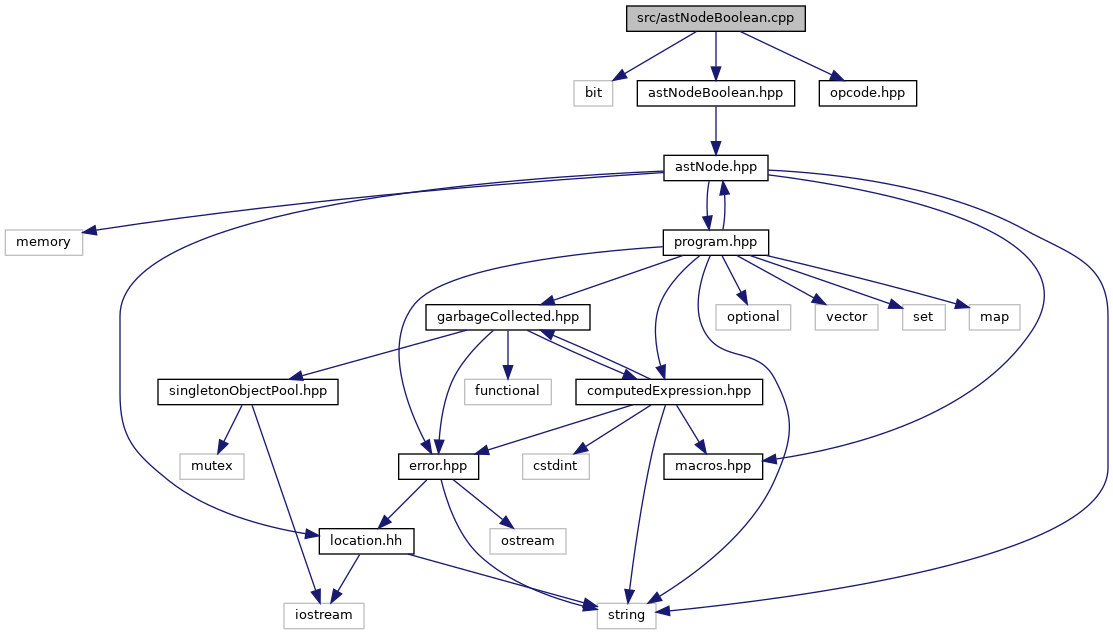 src/astNodeBoolean.cpp
bit
astNodeBoolean.hpp
opcode.hpp
astNode.hpp
memory
program.hpp
garbageCollected.hpp
optional
vector
set
map
singletonObjectPool.hpp
functional
computedExpression.hpp
mutex
error.hpp
cstdint
macros.hpp
location.hh
ostream
iostream
string